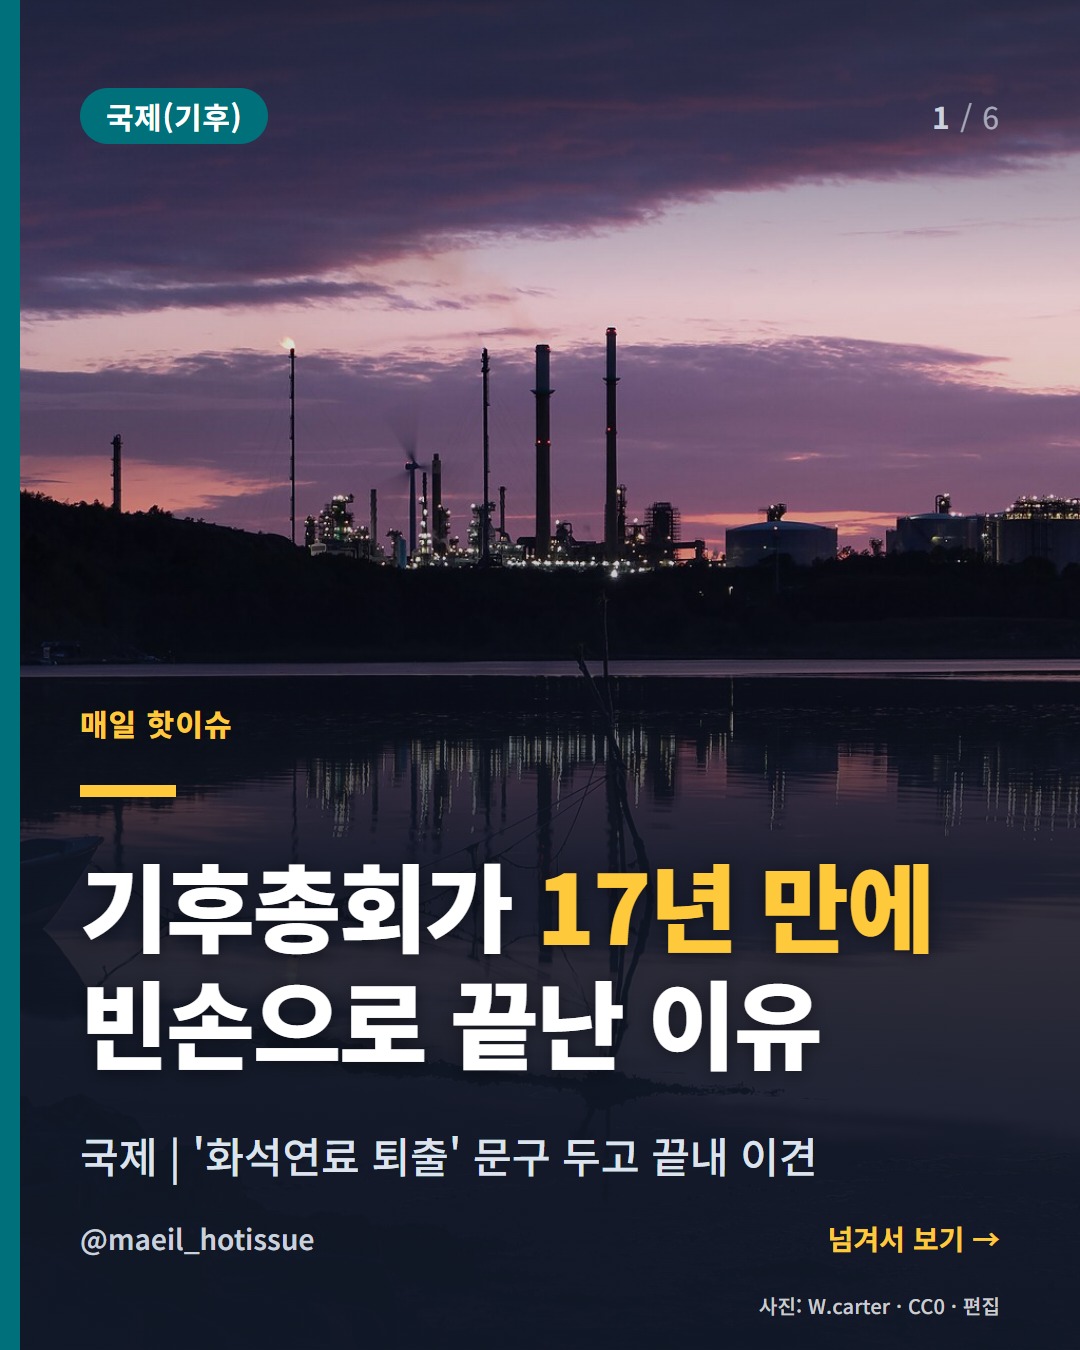 국제(기후)
1 / 6
매일 핫이슈
기후총회가 17년 만에
빈손으로 끝난 이유
국제 | '화석연료 퇴출' 문구 두고 끝내 이견
@maeil_hotissue
넘겨서 보기 →
사진: W.carter · CC0 · 편집